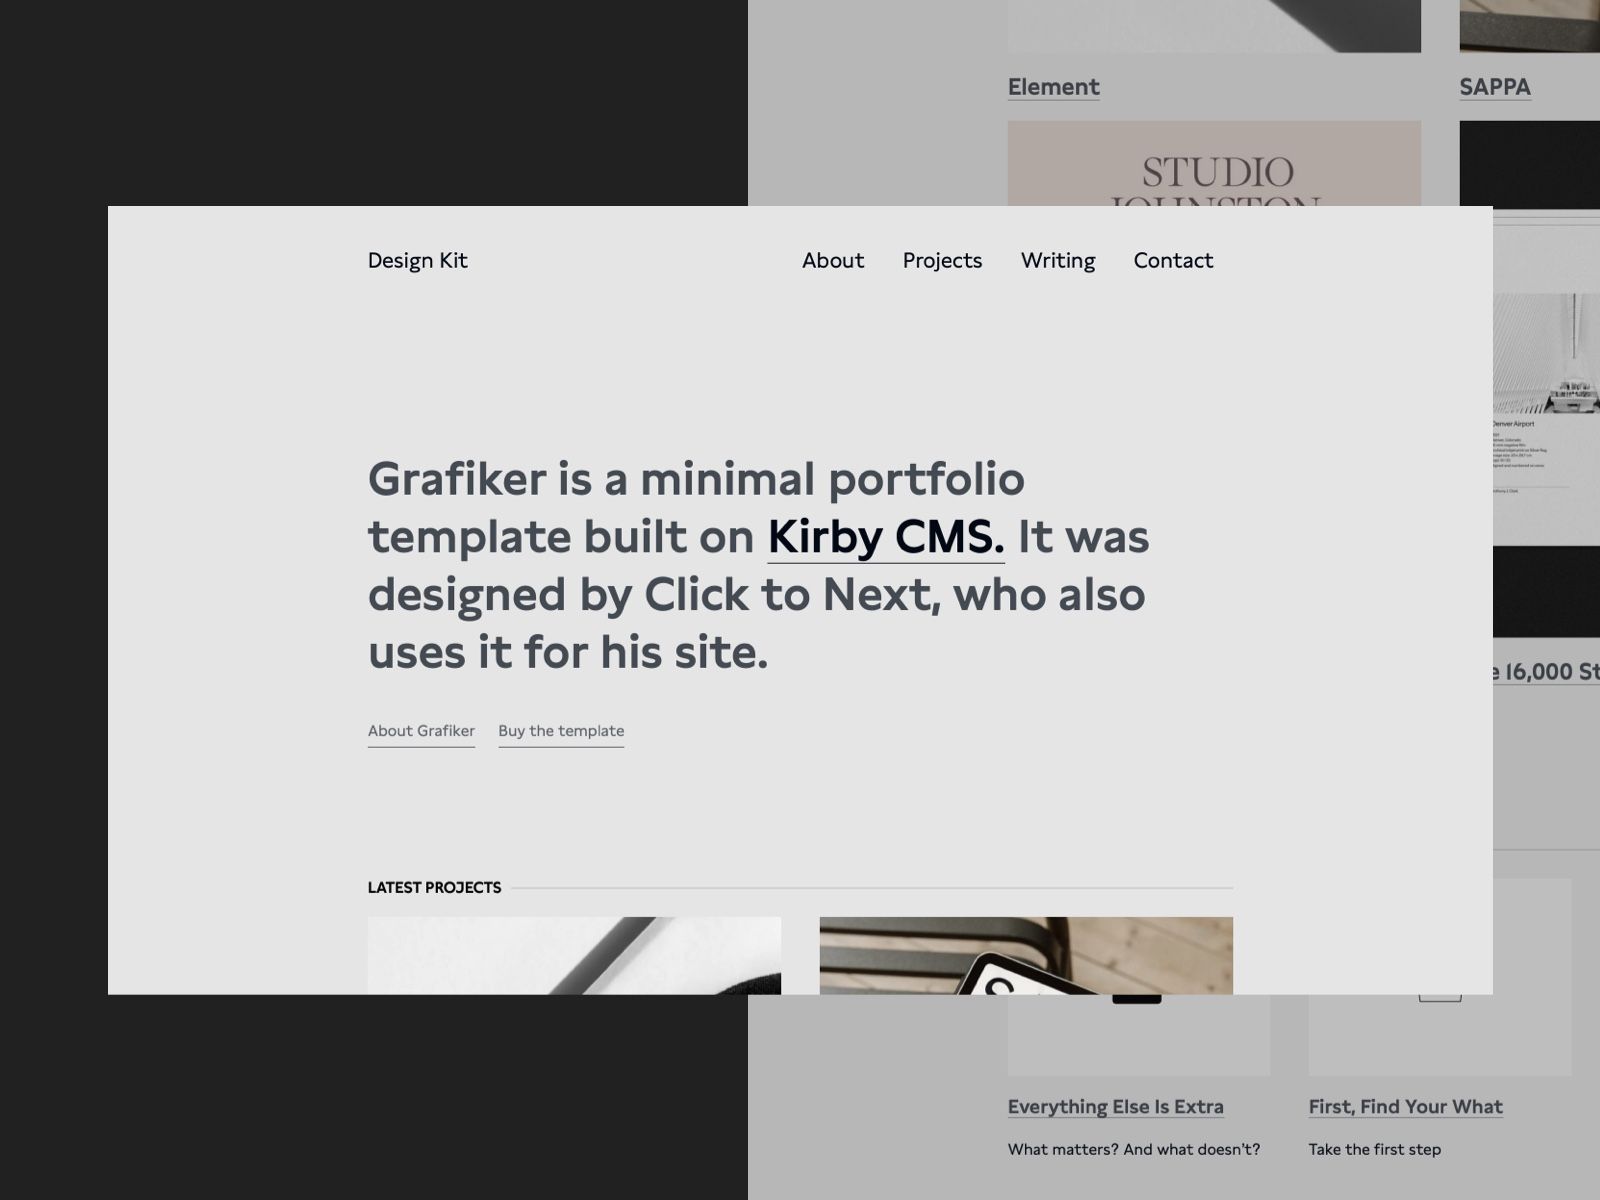 Element
SAPPA
STUDIO
JOHNSTON
Design Kit
About
Projects
Writing
Contact
Grafiker is a minimal portfolio
template built on Kirby CMS. It was
designed by Click to Next, who also
uses it for his site.
About Grafiker
Buy the template
LATEST PROJECTS
Denver Airport
e 16,000 St
Everything Else Is Extra
First, Find Your What
What matters? And what doesn't?
Take the first step